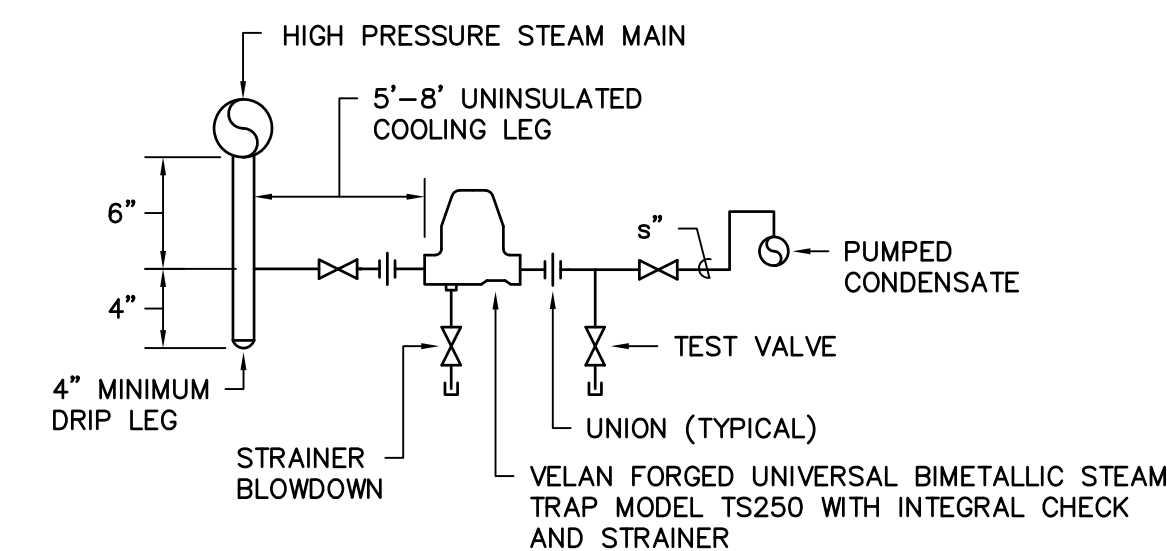 HIGH PRESSURE STEAM MAIN
5'-8' UNINSULATED
COOLING LEG
6"
s"
PUMPED
CONDENSATE
4"
TEST VALVE
4" MINIMUM
DRIP LEG
UNION (TYPICAL)
STRAINER
BLOWDOWN
VELAN FORGED UNIVERSAL BIMETALLIC STEAM
TRAP MODEL TS250 WITH INTEGRAL CHECK
AND STRAINER